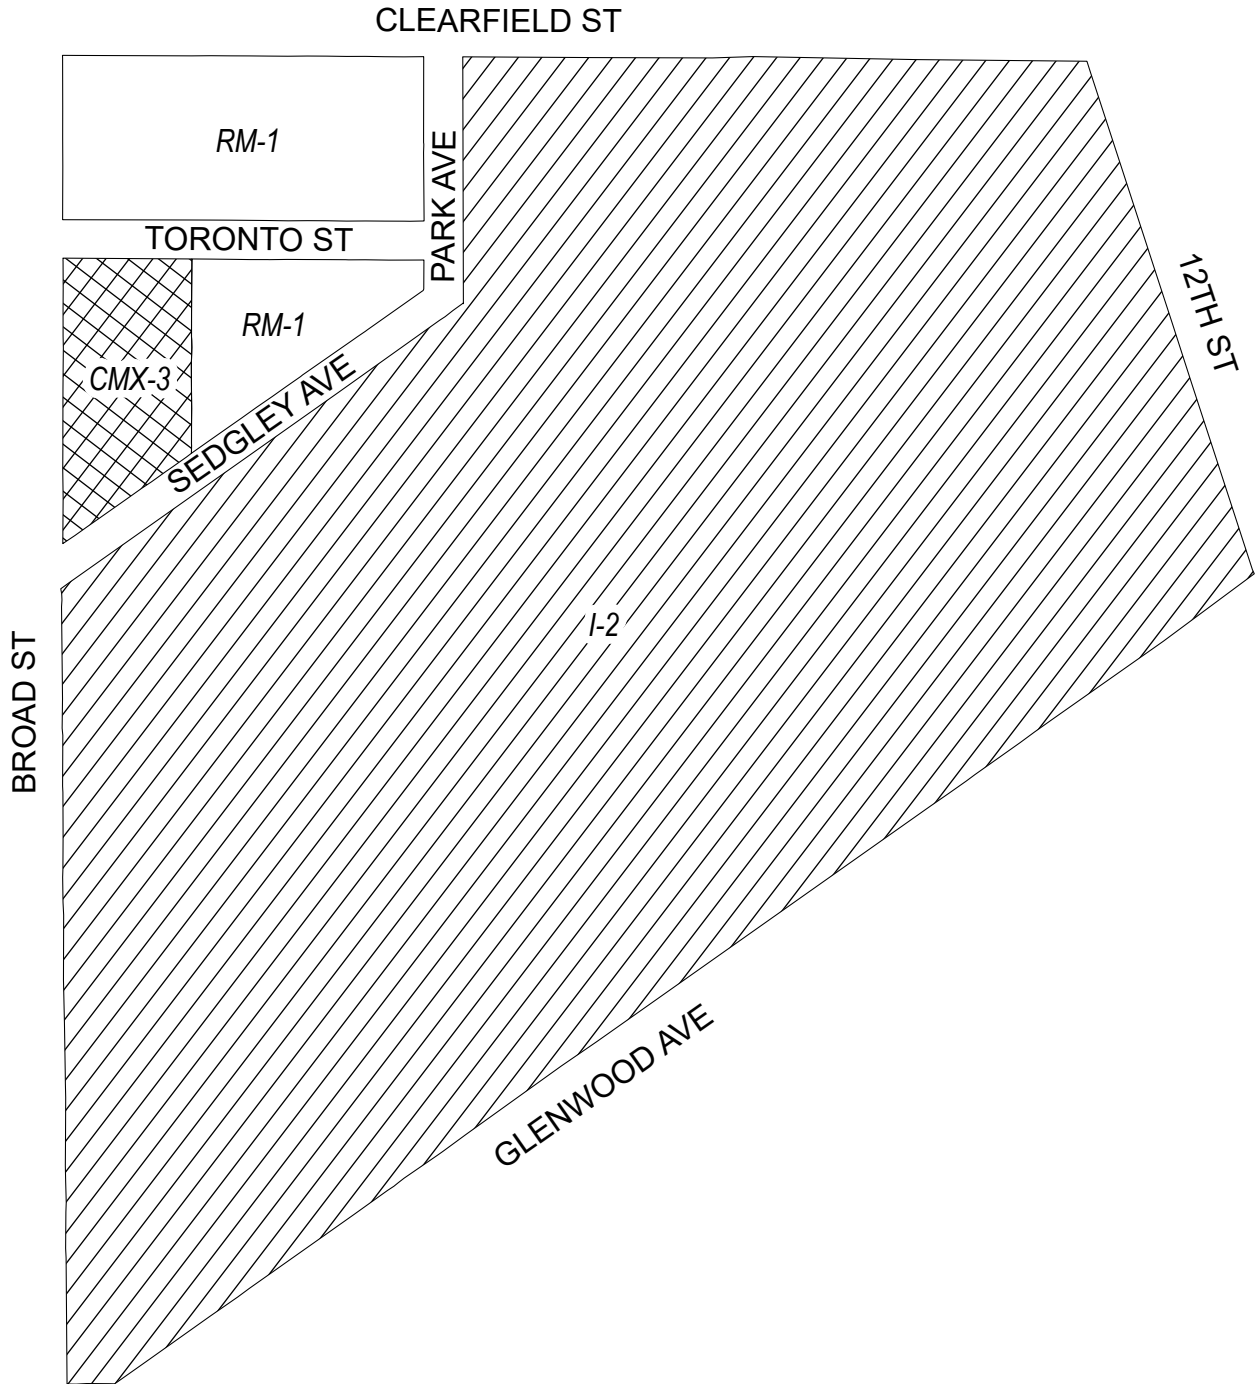 CLEARFIELD ST
RM-1
PARK AVE
TORONTO ST
12TH ST
RM-1
CMX-3
SEDGLEY AVE
I-2
BROAD ST
GLENWOOD AVE